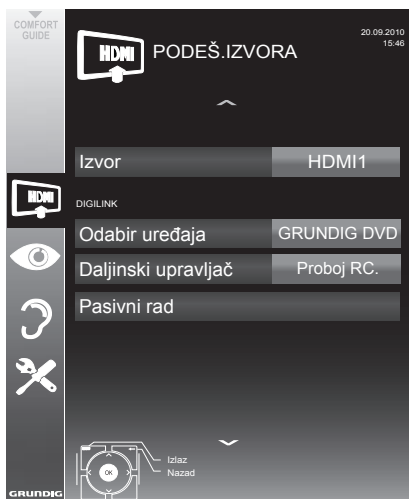 COMFORT
GUIDE
HDMI
PODEŠ.IZVORA
20.09.2010
15:46
Izvor
HDMI1
HDMI
DIGILINK
Odabir uređaja
GRUNDIG DVD
Daljinski upravljač
Proboj RC.
Pasivni rad
Izlaz
OK
Nazad
GRUNDIG